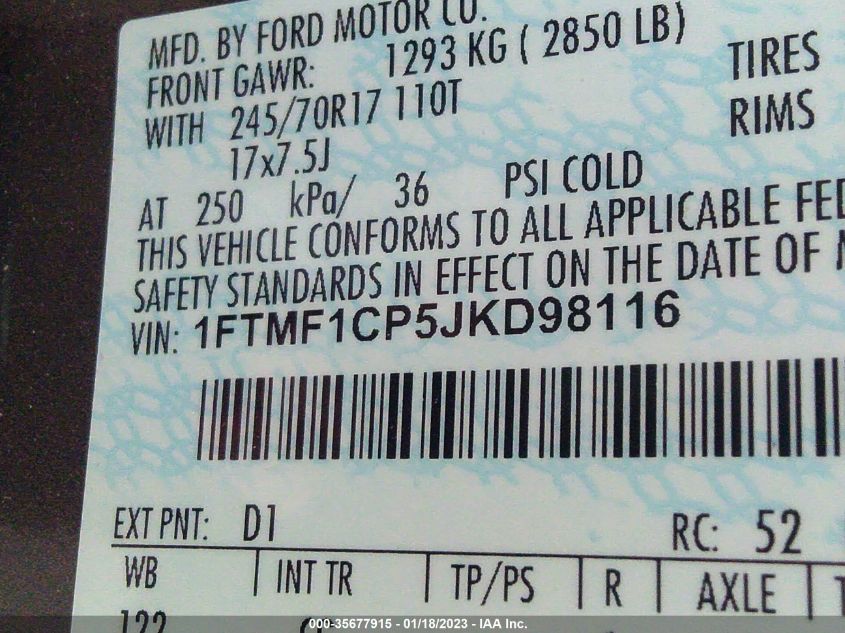 MFD. BY FORD MOTOR CO.
FRONT GAWR: 1293 KG ( 2850 LB)
WITH 245/70R17 110T TIRES
17x7.5J RIMS
AT 250 kPa/ 36 PSI COLD
THIS VEHICLE CONFORMS TO ALL APPLICABLE FED
SAFETY STANDARDS IN EFFECT ON THE DATE OF
VIN: 1FTMF1CP5JKD98116
EXT PNT: D1 RC: 52
WB INT TR TP/PS R AXLE T
122
000-35677915 - 01/18/2023 - IAA Inc.